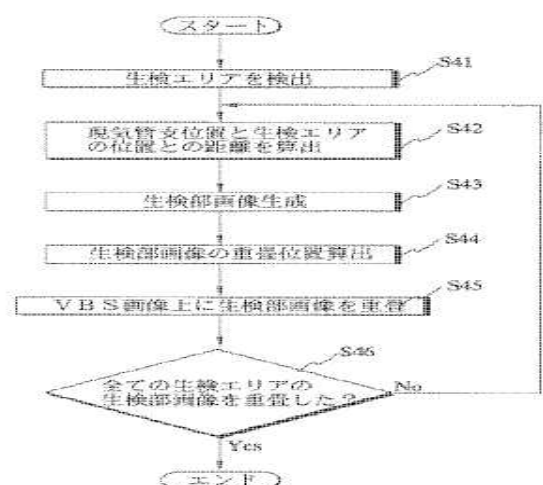 スタート
S41
生検エリアを検出
S42
現気管支位置と生検エリア
の位置との距離を算出
S43
生検部画像生成
S44
生検部画像の重畳位置算出
S45
VBS画像上に生検部画像を重畳
S46
全ての生検エリアの
生検部画像を重畳した?
No
Yes
エンド